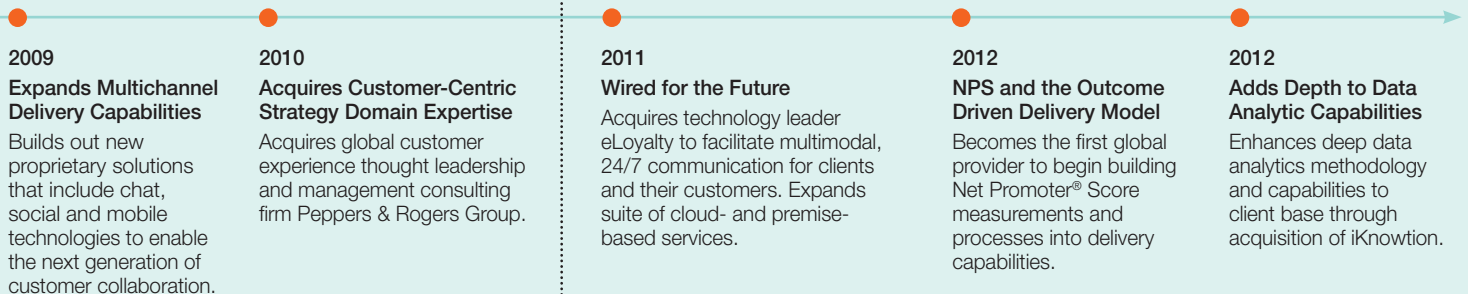 2009
Expands Multichannel
Delivery Capabilities
Builds out new
proprietary solutions
that include chat,
social and mobile
technologies to enable
the next generation of
customer collaboration.
2010
Acquires Customer-Centric
Strategy Domain Expertise
Acquires global customer
experience thought leadership
and management consulting
firm Peppers & Rogers Group.
2011
Wired for the Future
Acquires technology leader
eLoyalty to facilitate multimodal,
24/7 communication for clients
and their customers. Expands
suite of cloud- and premise-
based services.
2012
NPS and the Outcome
Driven Delivery Model
Becomes the first global
provider to begin building
Net Promoter® Score
measurements and
processes into delivery
capabilities.
2012
Adds Depth to Data
Analytic Capabilities
Enhances deep data
analytics methodology
and capabilities to
client base through
acquisition of iKnowtion.